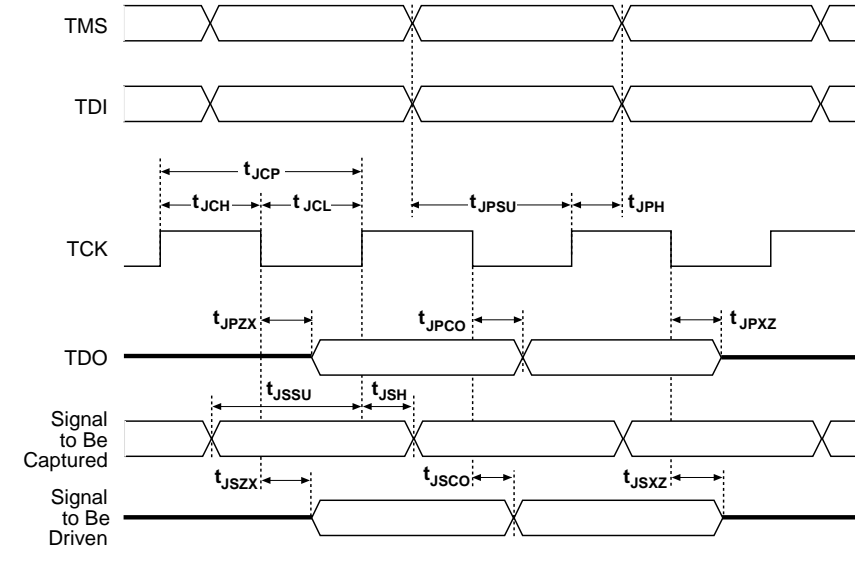 TMS
TDI
tJCP
tJCH
tJCL
tJPSU
tJPH
TCK
tJPZX
tJPCO
tJPXZ
TDO
tJSSU
tJSH
Signal
to Be
Captured
tJSZX
tJSCO
tJSXZ
Signal
to Be
Driven